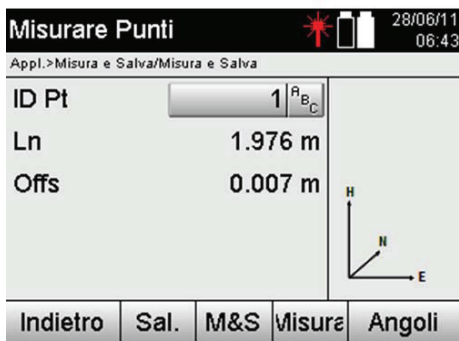 Misurare Punti
28/06/11
06:43
Appl.>Misura e Salva/Misura e Salva
ID Pt 1 ABC
Ln 1.976 m
Offs 0.007 m
H
N
E
Indietro Sal. M&S Misura Angoli